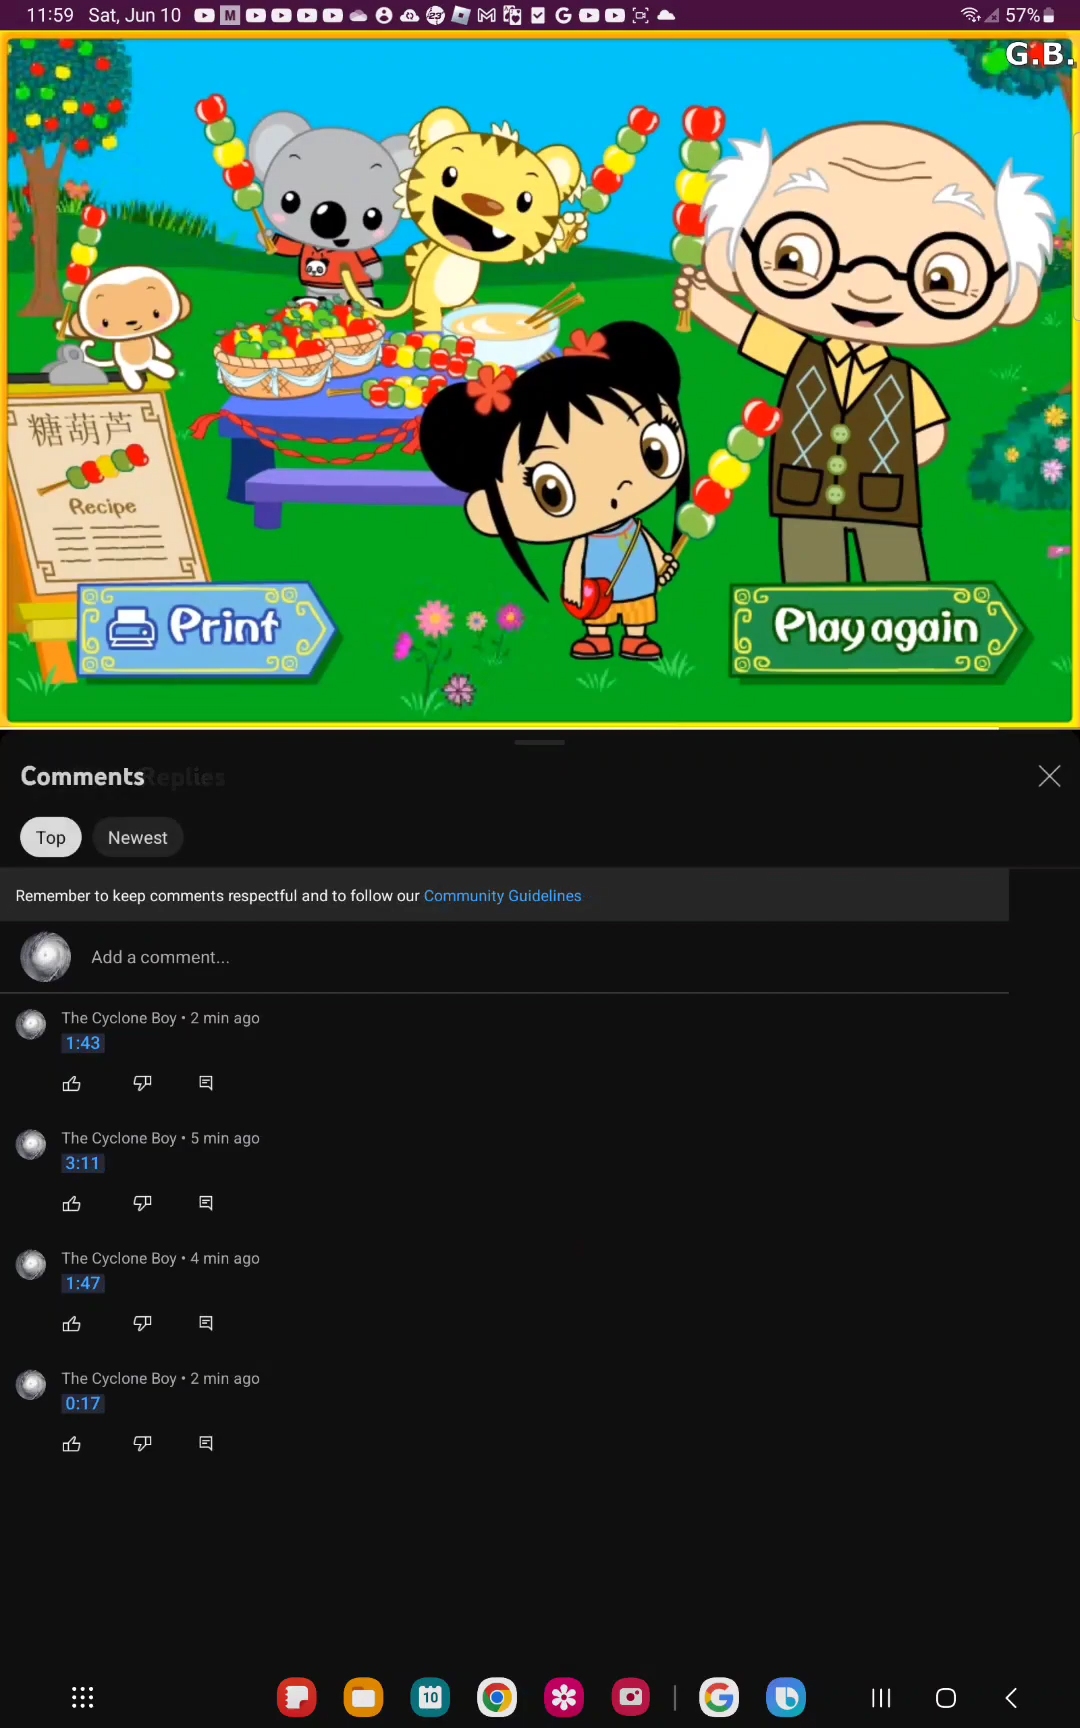 11:59 Sat, Jun 10
57%
G.B.
糖葫芦
Recipe
Print
Play again
Comments
Replies
Top
Newest
Remember to keep comments respectful and to follow our Community Guidelines
Add a comment...
The Cyclone Boy • 2 min ago
1:43
The Cyclone Boy • 5 min ago
3:11
The Cyclone Boy • 4 min ago
1:47
The Cyclone Boy • 2 min ago
0:17
10